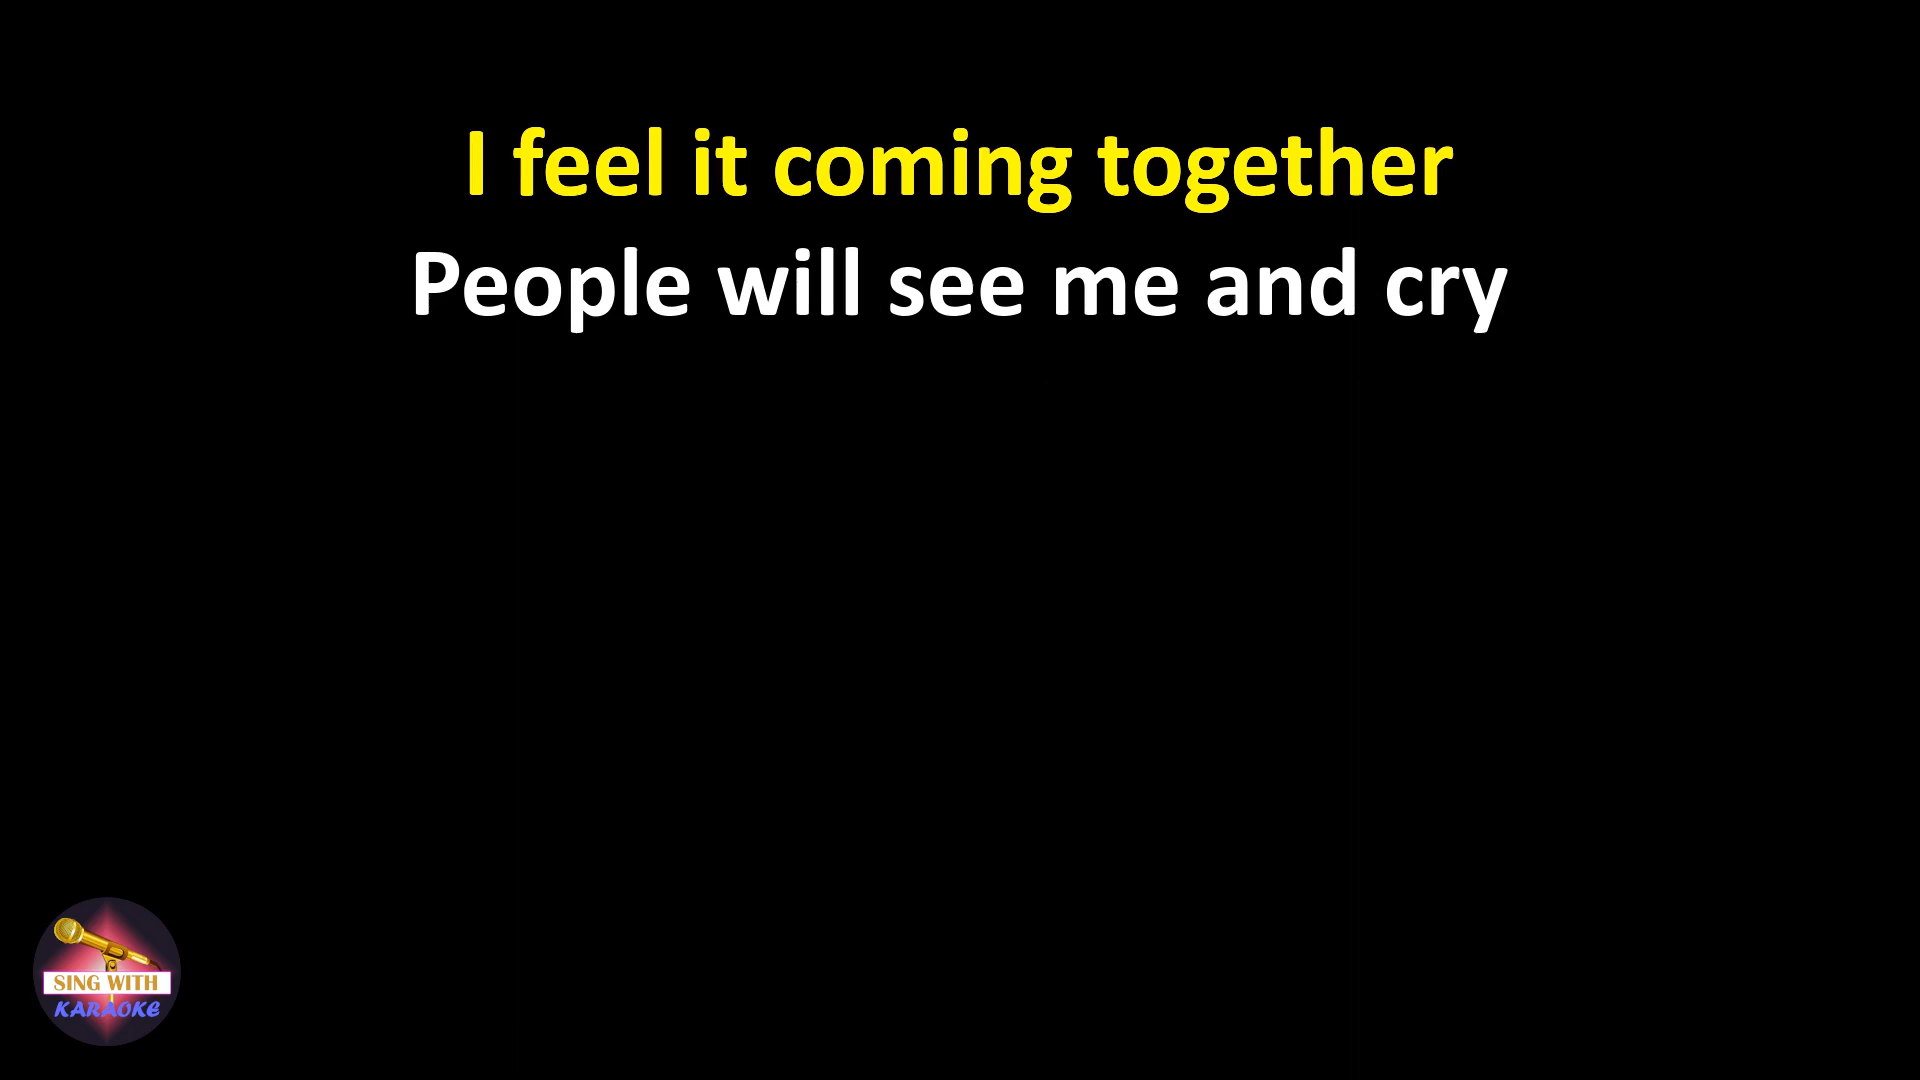 I feel it coming together
People will see me and cry
SING WITH
KARAOKE